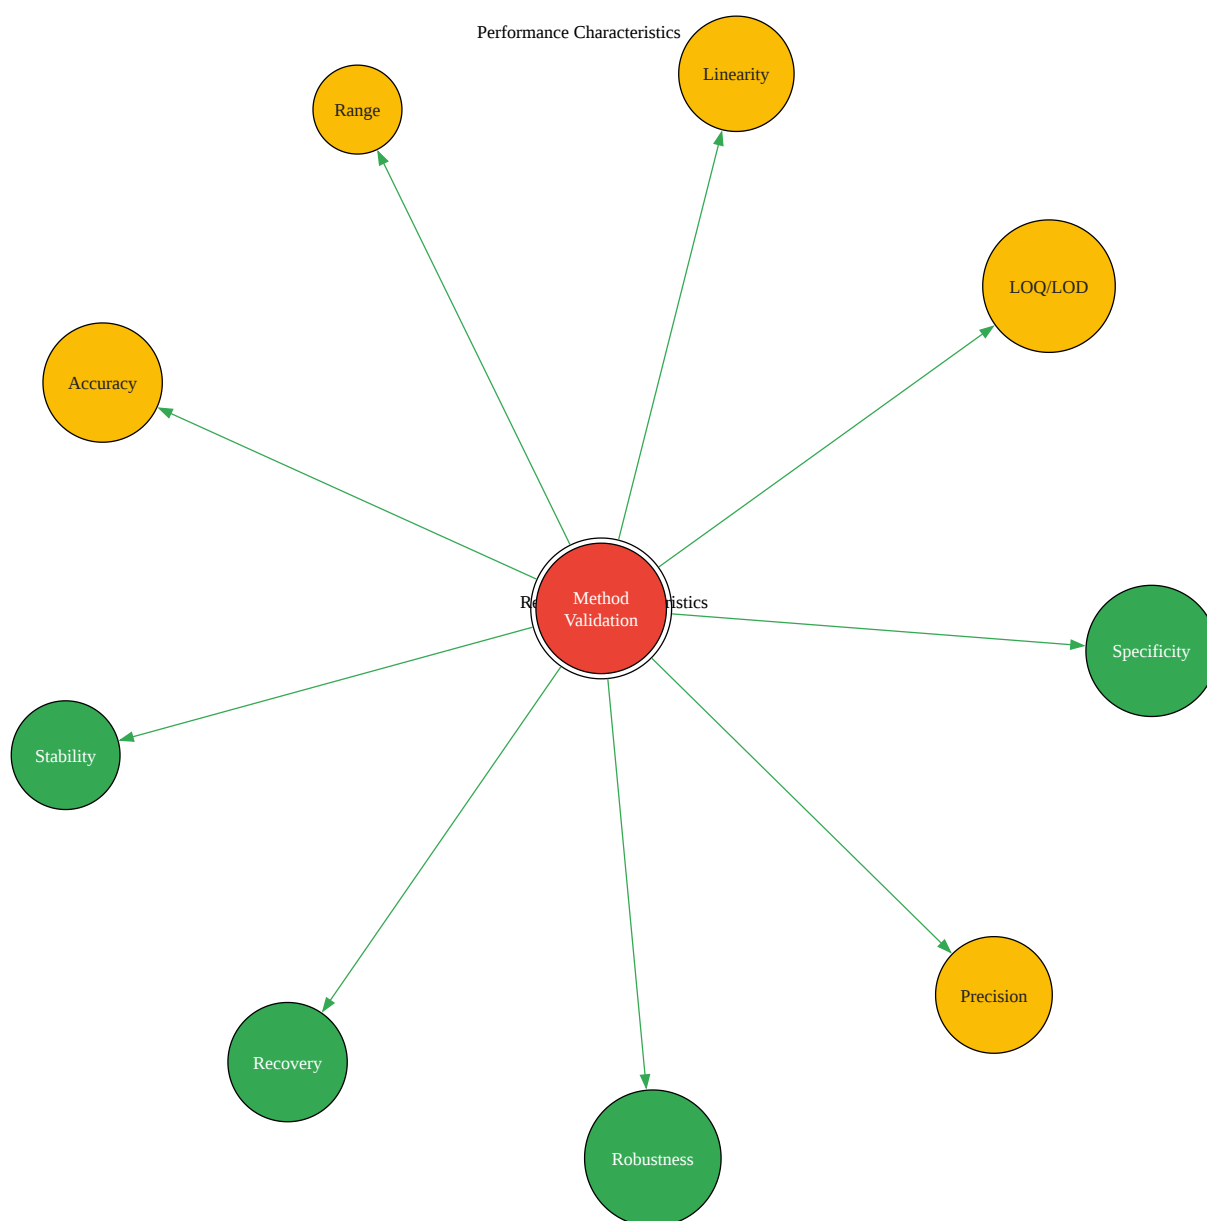 Performance Characteristics
Linearity
Range
LOQ/LOD
Accuracy
Method
Validation
Specificity
Stability
Precision
Recovery
Robustness